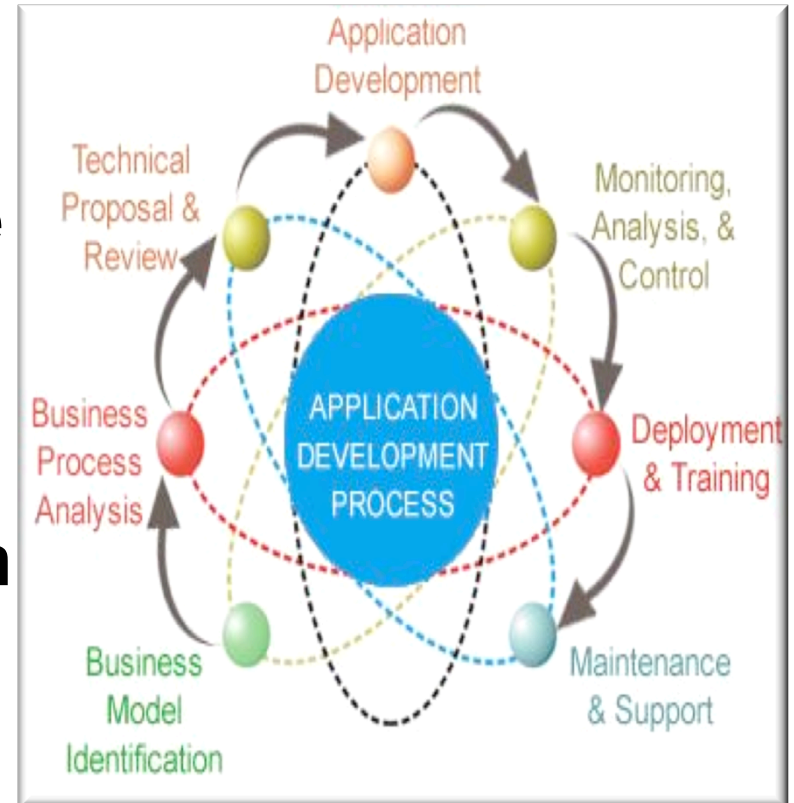 Application
Development
Technical
Proposal &
Review
Monitoring,
Analysis, &
Control
Business
Process
Analysis
APPLICATION
DEVELOPMENT
PROCESS
Deployment
& Training
Business
Model
Identification
Maintenance
& Support